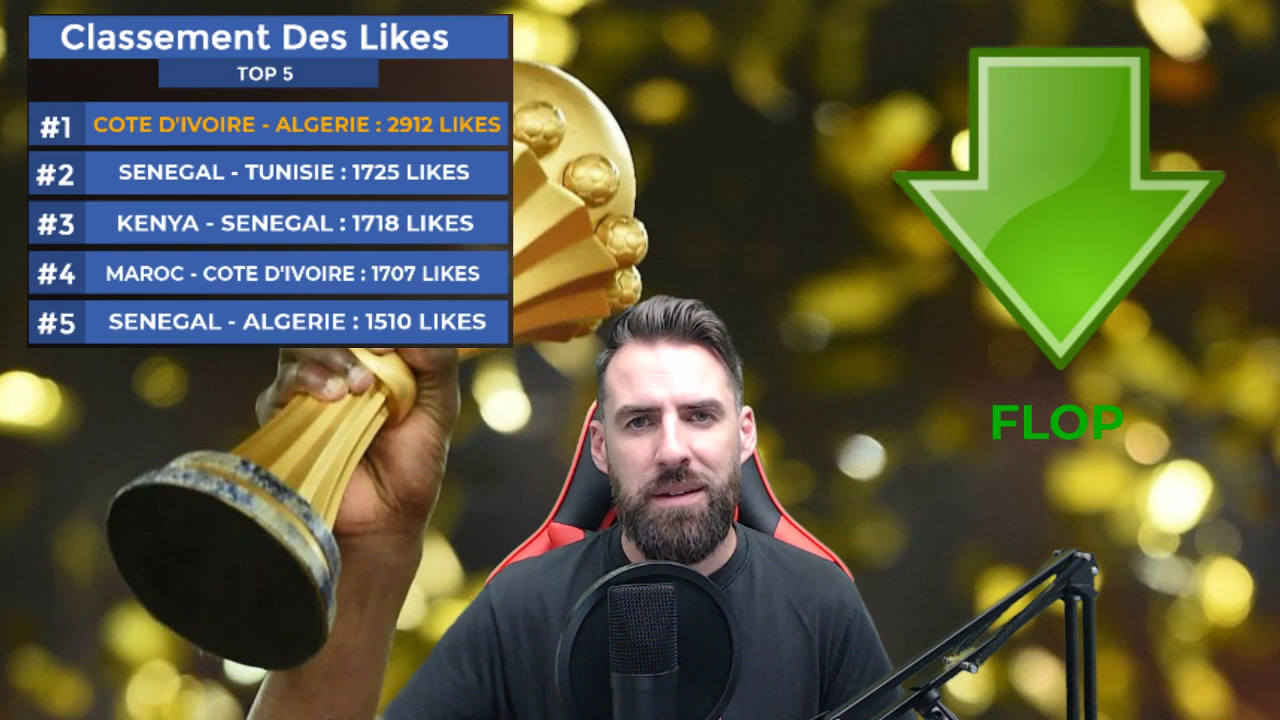 Classement Des Likes
TOP 5
#1 COTE D'IVOIRE - ALGERIE : 2912 LIKES
#2 SENEGAL - TUNISIE : 1725 LIKES
#3 KENYA - SENEGAL : 1718 LIKES
#4 MAROC - COTE D'IVOIRE : 1707 LIKES
#5 SENEGAL - ALGERIE : 1510 LIKES
FLOP